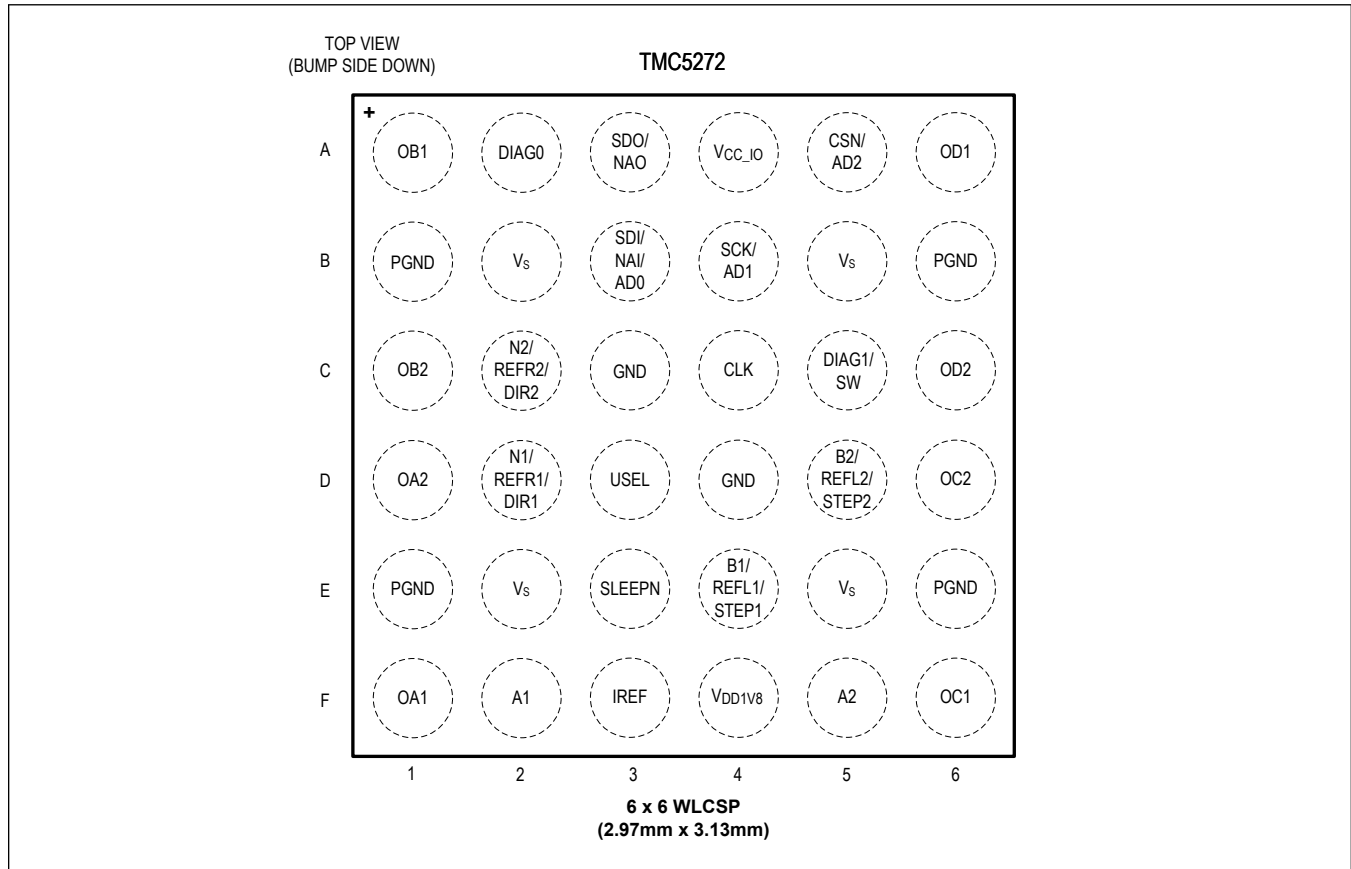 TOP VIEW
(BUMP SIDE DOWN)
TMC5272
+
A
OB1
DIAG0
SDO/
NAO
VCC_IO
CSN/
AD2
OD1
B
PGND
VS
SDI/
NAI/
AD0
SCK/
AD1
VS
PGND
C
OB2
N2/
REFR2/
DIR2
GND
CLK
DIAG1/
SW
OD2
D
OA2
N1/
REFR1/
DIR1
USEL
GND
B2/
REFL2/
STEP2
OC2
E
PGND
VS
SLEEPN
B1/
REFL1/
STEP1
VS
PGND
F
OA1
A1
IREF
VDD1V8
A2
OC1
1 2 3 4 5 6
6 x 6 WLCSP
(2.97mm x 3.13mm)